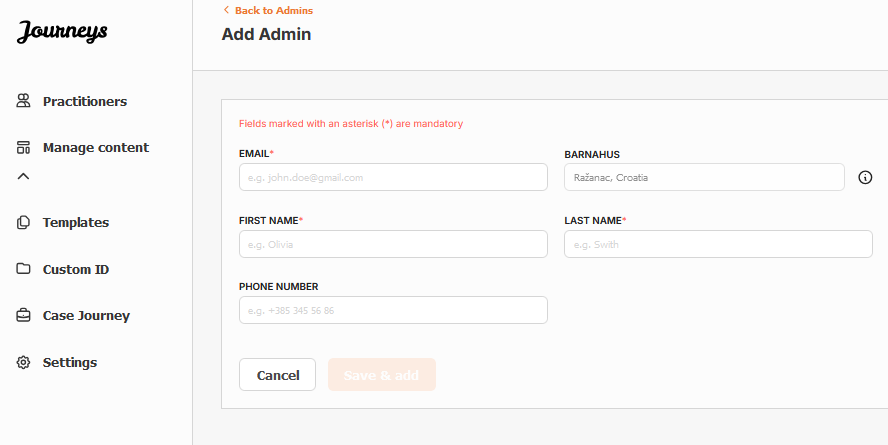 Journeys
Practitioners
Manage content
Templates
Custom ID
Case Journey
Settings
Back to Admins
Add Admin
Fields marked with an asterisk (*) are mandatory
EMAIL*
e.g. john.doe@gmail.com
BARNAHUS
Ražanac, Croatia
FIRST NAME*
e.g. Olivia
LAST NAME*
e.g. Swith
PHONE NUMBER
e.g. +385 345 56 86
Cancel
Save & add